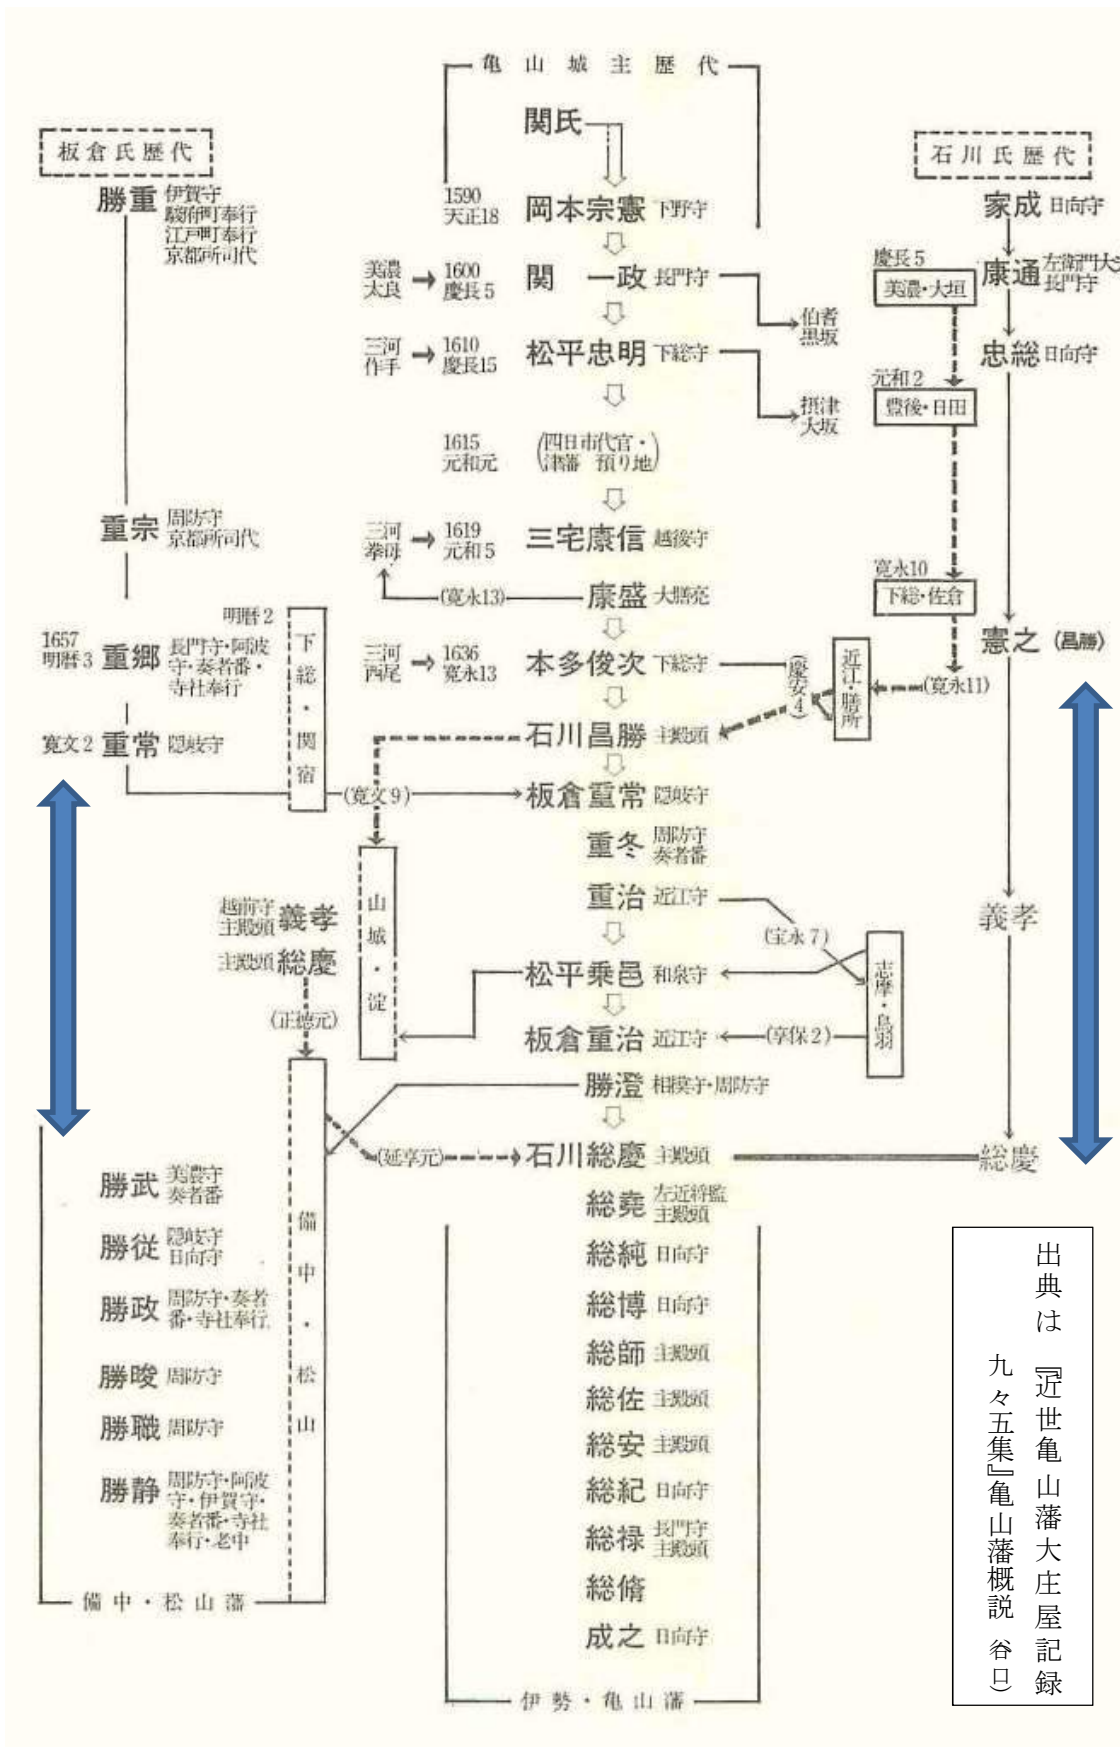 亀山城主歴代
関氏
1590
天正18
岡本宗憲 下野守
美濃
太良
1600
慶長5
関 一政 長門守
伯耆
黒坂
三河
作手
1610
慶長15
松平忠明 下総守
摂津
大坂
1615
元和元
(四日市代官・
津藩 預り地)
三河
挙母
1619
元和5
三宅康信 越後守
(寛永13)
康盛 大膳亮
三河
西尾
1636
寛永13
本多俊次 下総守
(慶安4)
近江・膳所
石川昌勝 主殿頭
(寛文9)
板倉重常 隠岐守
重冬 周防守
奏者番
重治 近江守
(宝永7)
志摩・鳥羽
松平乗邑 和泉守
板倉重治 近江守
(享保2)
勝澄 相模守・周防守
(延享元)
石川総慶 主殿頭
総堯 左近将監
主殿頭
総純 日向守
総博 日向守
総師 主殿頭
総佐 主殿頭
総安 主殿頭
総紀 日向守
総禄 長門守
主殿頭
総脩
成之 日向守
伊勢・亀山藩
板倉氏歴代
勝重 伊賀守
駿府町奉行
江戸町奉行
京都所司代
重宗 周防守
京都所司代
明暦2
1657
明暦3
重郷 長門守・阿波
守・奏者番・
寺社奉行
寛文2 重常 隠岐守
下総・関宿
山城・淀
越前守
主殿頭
義孝
主殿頭 総慶
(正徳元)
備中・松山
勝武 美濃守
奏者番
勝従 隠岐守
日向守
勝政 周防守・奏者
番・寺社奉行
勝晙 周防守
勝職 周防守
勝静 周防守・阿波
守・伊賀守・
奏者番・寺社
奉行・老中
備中・松山藩
石川氏歴代
家成 日向守
慶長5
美濃・大垣
康通 左衛門大
長門守
忠総 日向守
元和2
豊後・日田
寛永10
下総・佐倉
憲之 (昌勝)
(寛永11)
義孝
総慶
出典は 『近世亀山藩大庄屋記録
九々五集』亀山藩概説 谷口)